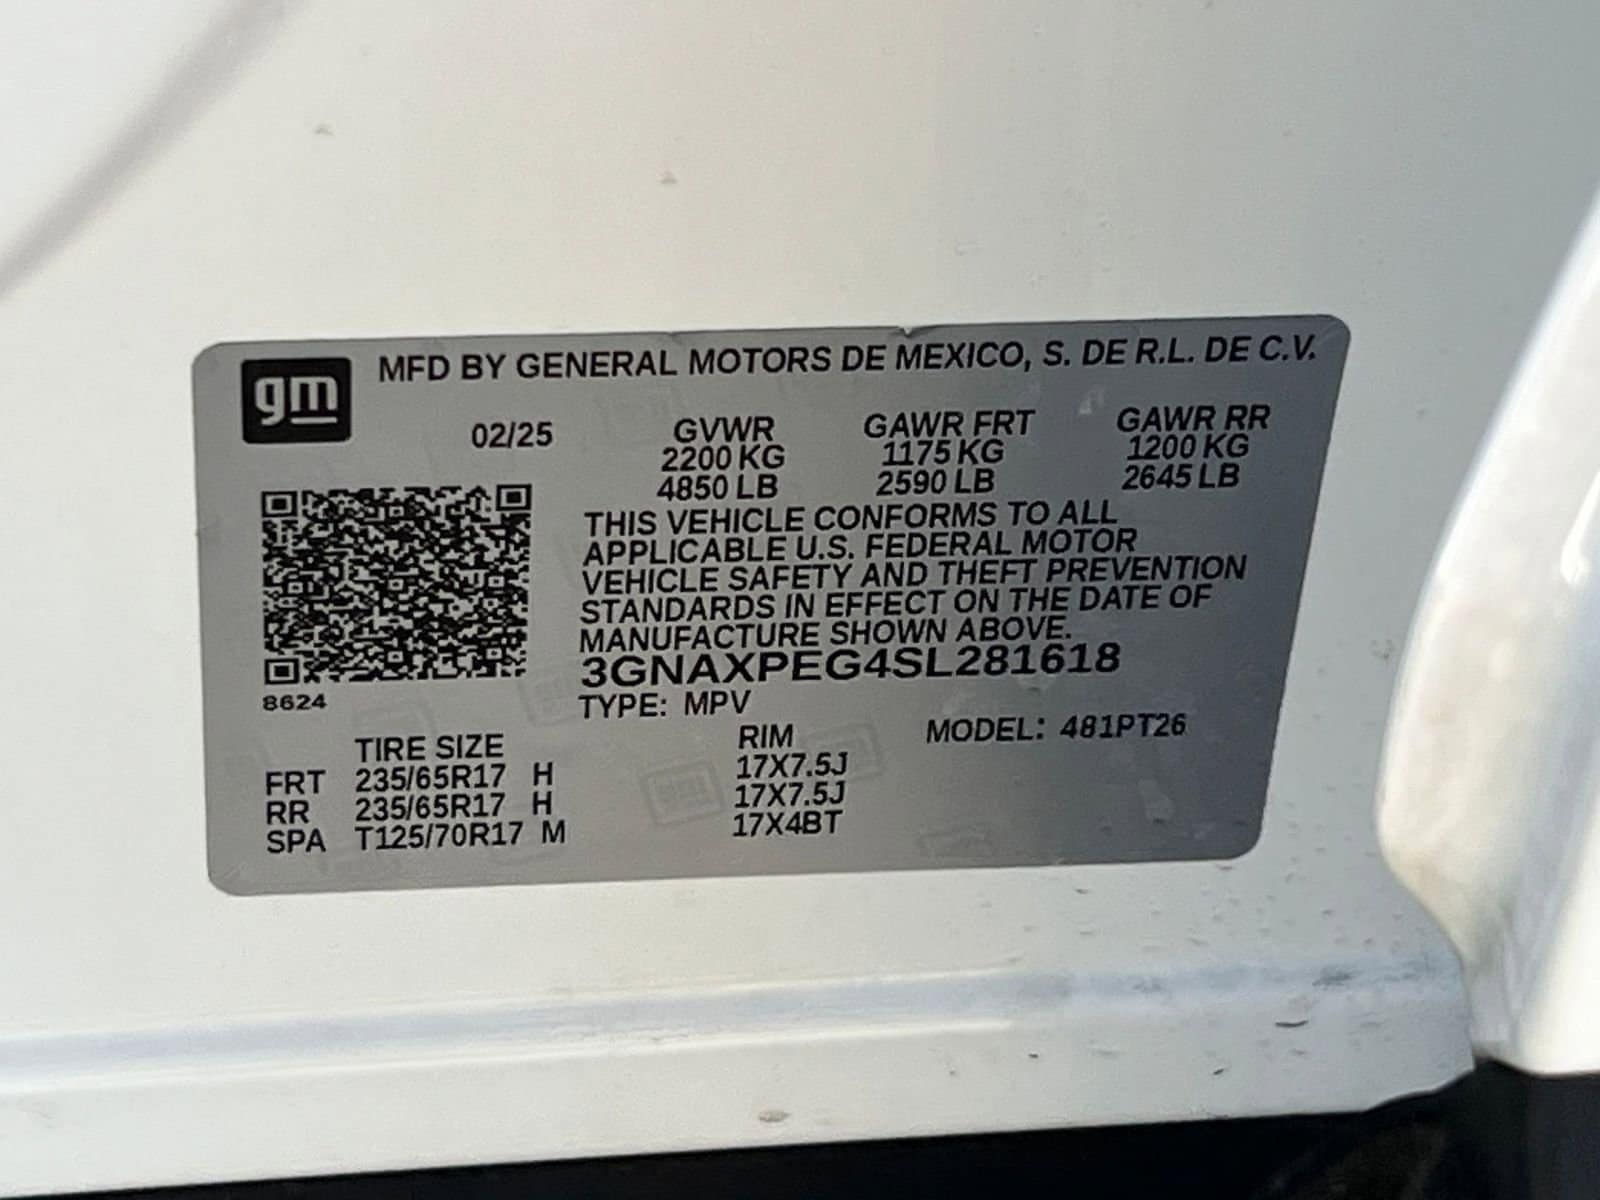 gm MFD BY GENERAL MOTORS DE MEXICO, S. DE R.L. DE C.V.
02/25 GVWR GAWR FRT GAWR RR
2200 KG 1175 KG 1200 KG
4850 LB 2590 LB 2645 LB
THIS VEHICLE CONFORMS TO ALL
APPLICABLE U.S. FEDERAL MOTOR
VEHICLE SAFETY AND THEFT PREVENTION
STANDARDS IN EFFECT ON THE DATE OF
MANUFACTURE SHOWN ABOVE.
3GNAXPEG4SL281618
8624 TYPE: MPV
TIRE SIZE RIM MODEL: 481PT26
FRT 235/65R17 H 17X7.5J
RR 235/65R17 H 17X7.5J
SPA T125/70R17 M 17X4BT